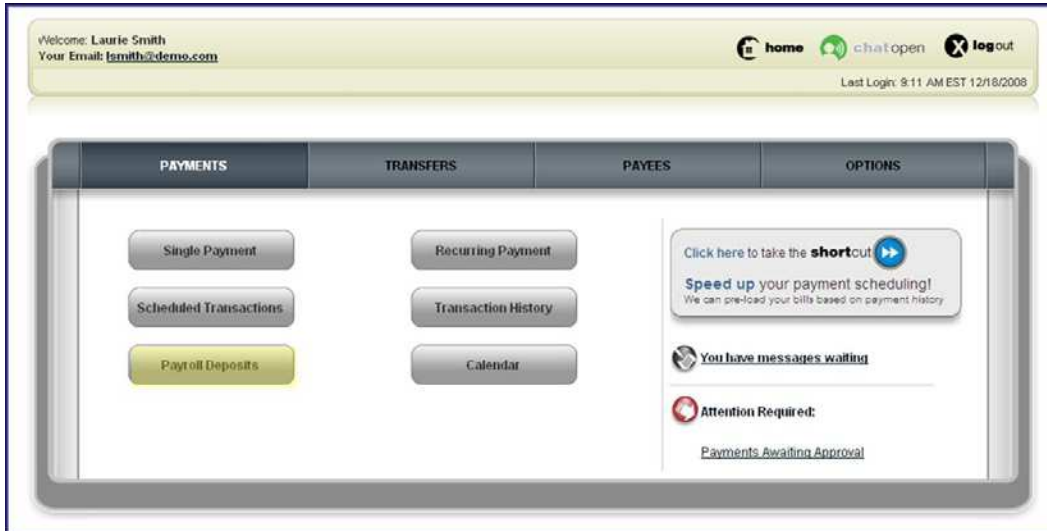 Welcome: Laurie Smith
Your Email: lsmith@demo.com
home
chatopen
logout
Last Login: 9:11 AM EST 12/18/2008
PAYMENTS
TRANSFERS
PAYEES
OPTIONS
Single Payment
Recurring Payment
Scheduled Transactions
Transaction History
Payroll Deposits
Calendar
Click here to take the shortcut
Speed up your payment scheduling!
We can pre-load your bills based on payment history
You have messages waiting
Attention Required:
Payments Awaiting Approval